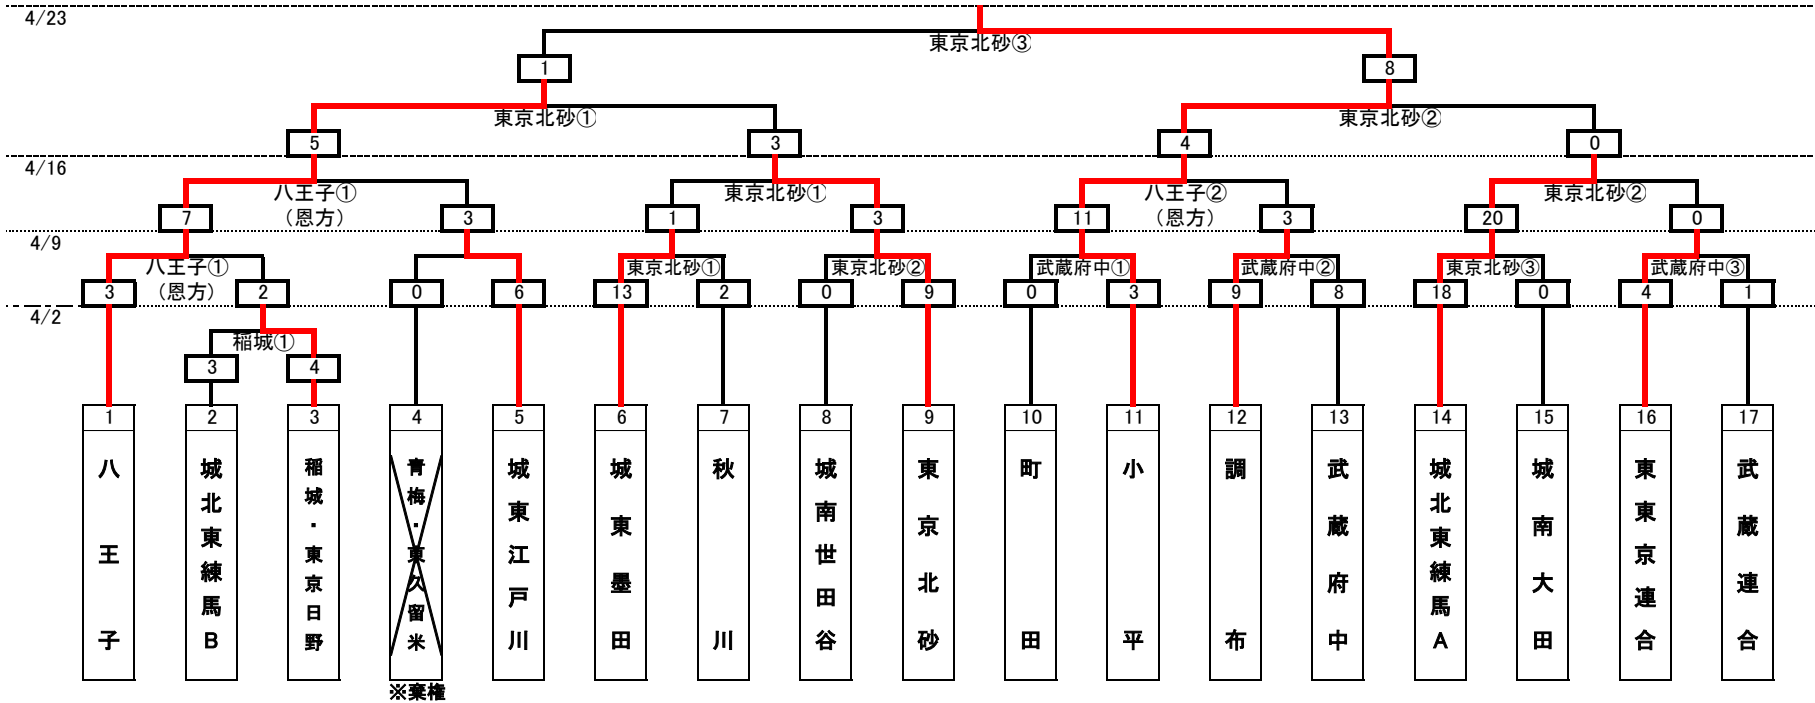 4/23
東京北砂③
1
8
東京北砂①
東京北砂②
5
3
4
0
4/16
八王子①
(恩方)
東京北砂①
八王子②
(恩方)
東京北砂②
7
3
1
3
11
3
20
0
4/9
八王子①
(恩方)
東京北砂①
東京北砂②
武蔵府中①
武蔵府中②
東京北砂③
武蔵府中③
3
2
0
6
13
2
0
9
0
3
9
8
18
0
4
1
4/2
稲城①
3
4
1
2
3
4
5
6
7
8
9
10
11
12
13
14
15
16
17
八王子
城北東練馬B
稲城・東京日野
青梅・東久留米
城東江戸川
城東墨田
秋川
城南世田谷
東京北砂
町田
小平
調布
武蔵府中
城北東練馬A
城南大田
東東京連合
武蔵連合
※棄権